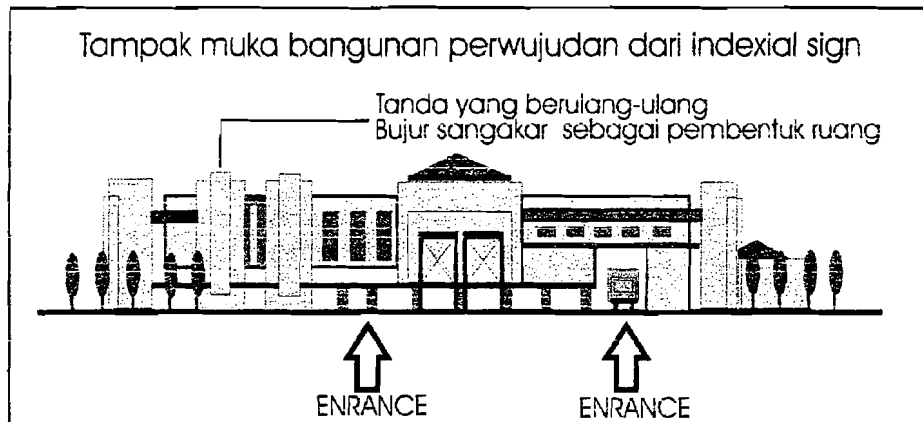 Tampak muka bangunan perwujudan dari indexial sign
Tanda yang berulang-ulang
Bujur sangakar sebagai pembentuk ruang
ENRANCE
ENRANCE